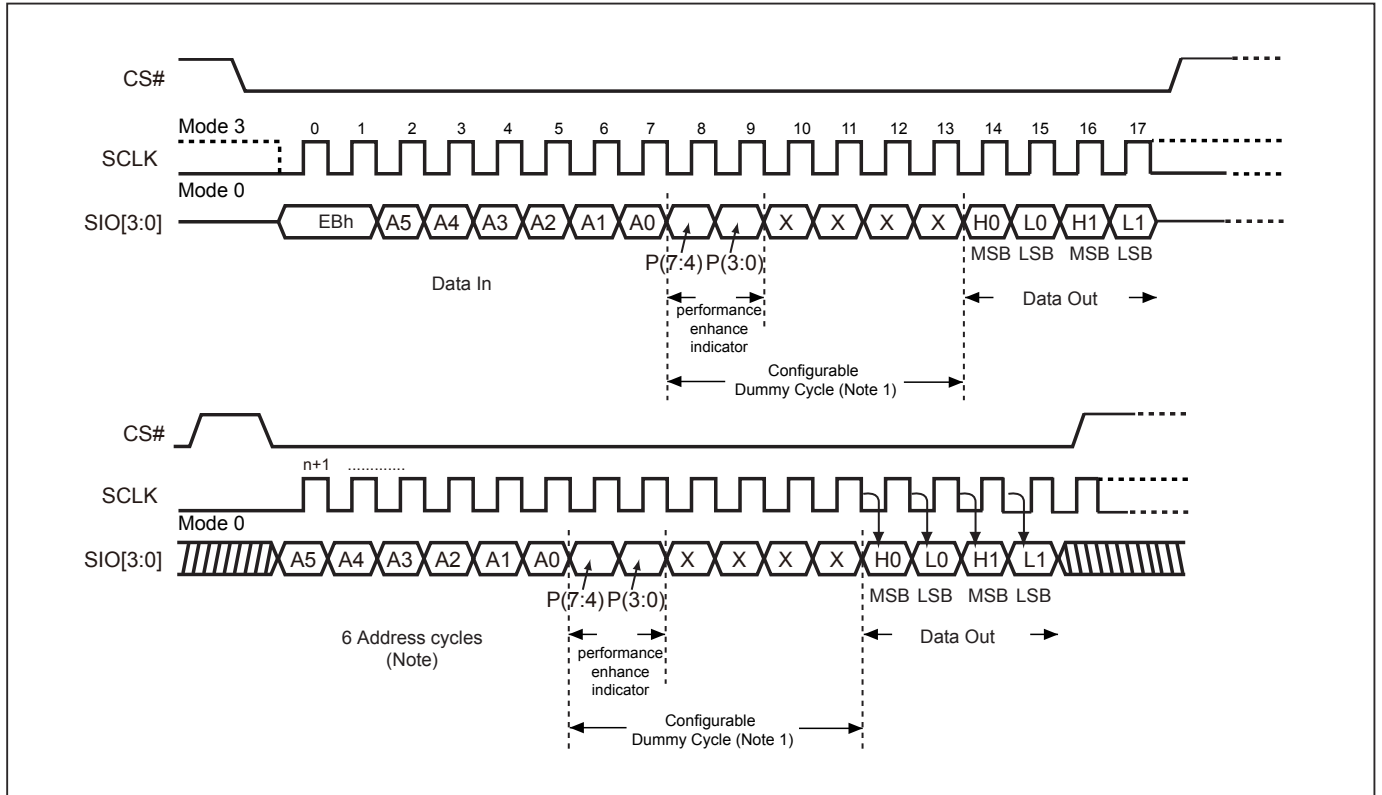 CS#
Mode 3
0 1 2 3 4 5 6 7 8 9 10 11 12 13 14 15 16 17
SCLK
Mode 0
SIO[3:0]
EBh A5 A4 A3 A2 A1 A0 X X X X H0 L0 H1 L1
MSB LSB MSB LSB
P(7:4) P(3:0)
Data In
Data Out
performance
enhance
indicator
Configurable
Dummy Cycle (Note 1)
CS#
n+1 .............
SCLK
Mode 0
SIO[3:0]
A5 A4 A3 A2 A1 A0 X X X X H0 L0 H1 L1
P(7:4) P(3:0)
MSB LSB MSB LSB
6 Address cycles
(Note)
Data Out
performance
enhance
indicator
Configurable
Dummy Cycle (Note 1)